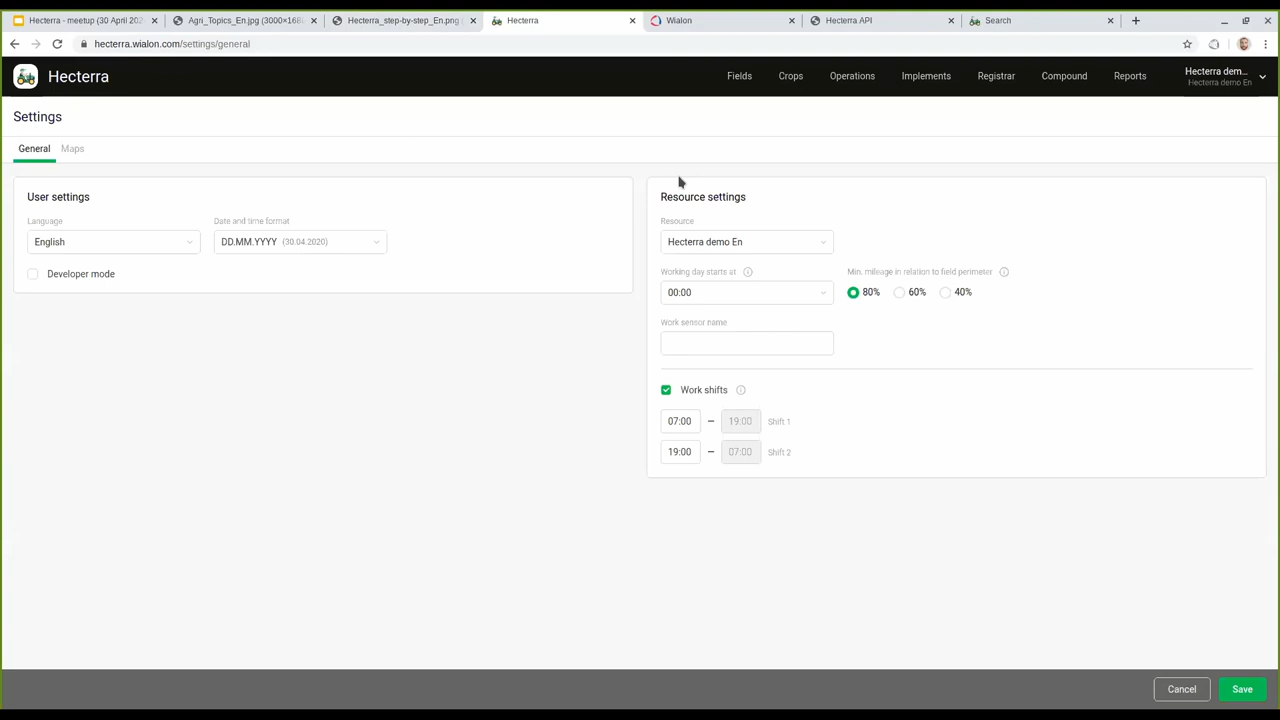 Hecterra - meetup (30 April 202
Agri_Topics_En.jpg (3000×168
Hecterra_step-by-step_En.png
Hecterra
Wialon
Hecterra API
Search
hecterra.wialon.com/settings/general
Hecterra
Fields
Crops
Operations
Implements
Registrar
Compound
Reports
Hecterra dem...
Hecterra demo En
Settings
General
Maps
User settings
Language
Date and time format
English
DD.MM.YYYY (30.04.2020)
Developer mode
Resource settings
Resource
Hecterra demo En
Working day starts at
Min. mileage in relation to field perimeter
00:00
80%
60%
40%
Work sensor name
Work shifts
07:00 – 19:00 Shift 1
19:00 – 07:00 Shift 2
Cancel
Save